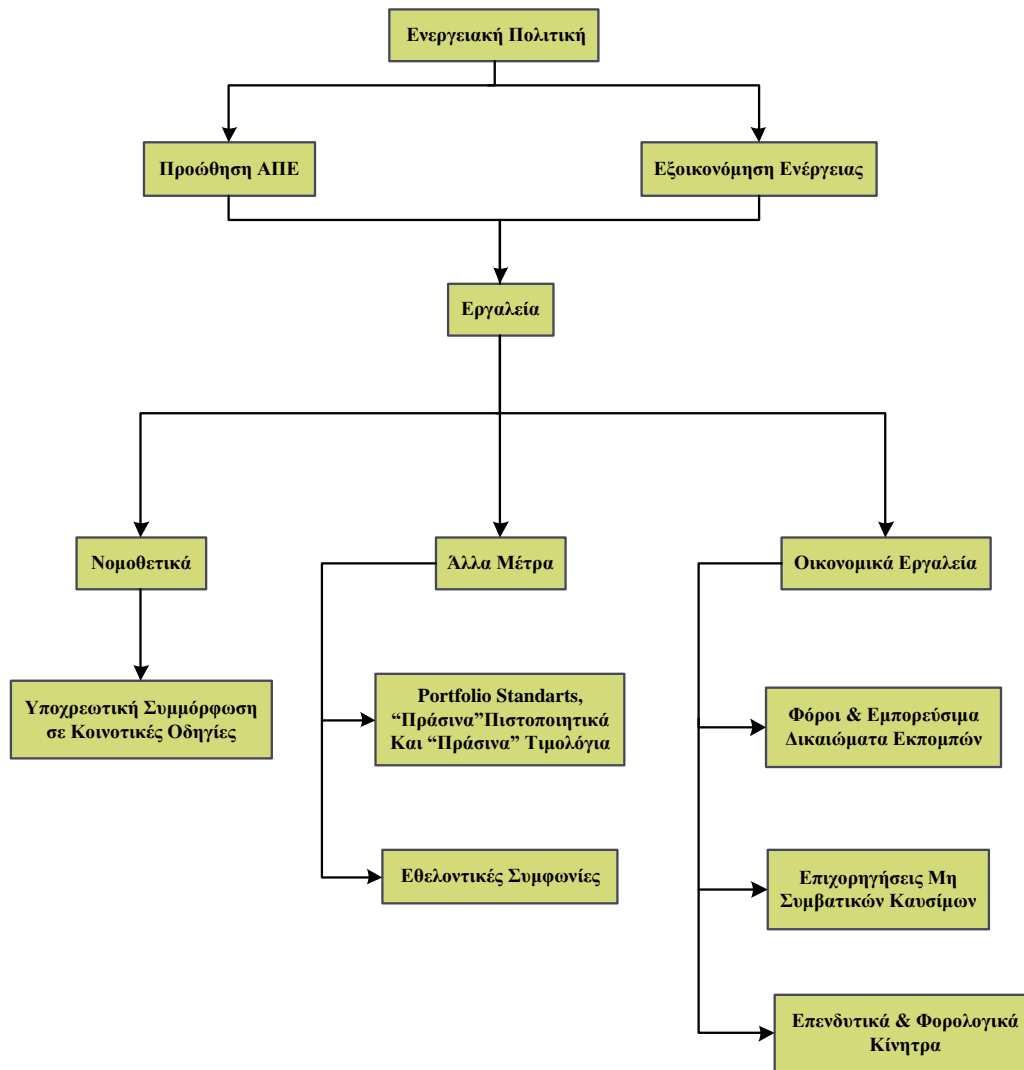 Ενεργειακή Πολιτική
Προώθηση ΑΠΕ
Εξοικονόμηση Ενέργειας
Εργαλεία
Νομοθετικά
Άλλα Μέτρα
Οικονομικά Εργαλεία
Υποχρεωτική Συμμόρφωση
σε Κοινοτικές Οδηγίες
Portfolio Standarts,
“Πράσινα”Πιστοποιητικά
Και “Πράσινα” Τιμολόγια
Φόροι & Εμπορεύσιμα
Δικαιώματα Εκπομπών
Εθελοντικές Συμφωνίες
Επιχορηγήσεις Μη
Συμβατικών Καυσίμων
Επενδυτικά & Φορολογικά
Κίνητρα